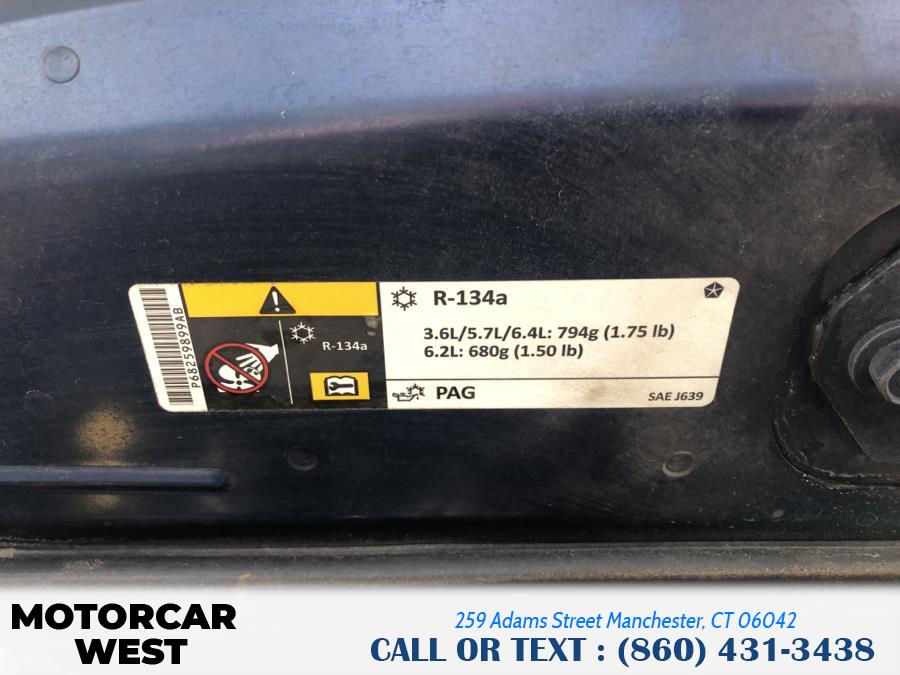 P68259899AB
R-134a
R-134a
3.6L/5.7L/6.4L: 794g (1.75 lb)
6.2L: 680g (1.50 lb)
PAG
SAE J639
MOTORCAR
WEST
259 Adams Street Manchester, CT 06042
CALL OR TEXT : (860) 431-3438